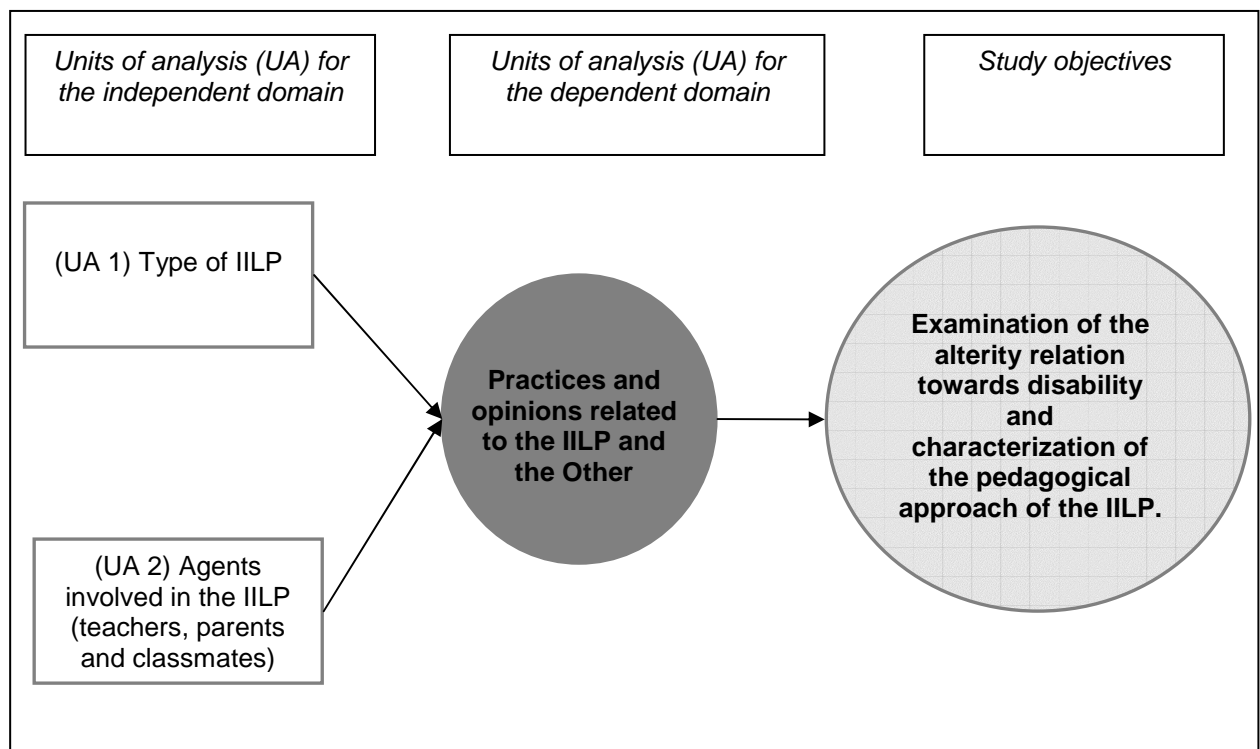 Units of analysis (UA) for
the independent domain
Units of analysis (UA) for
the dependent domain
Study objectives
(UA 1) Type of IILP
(UA 2) Agents
involved in the IILP
(teachers, parents
and classmates)
Practices and
opinions related
to the IILP and
the Other
Examination of the
alterity relation
towards disability
and
characterization of
the pedagogical
approach of the IILP.